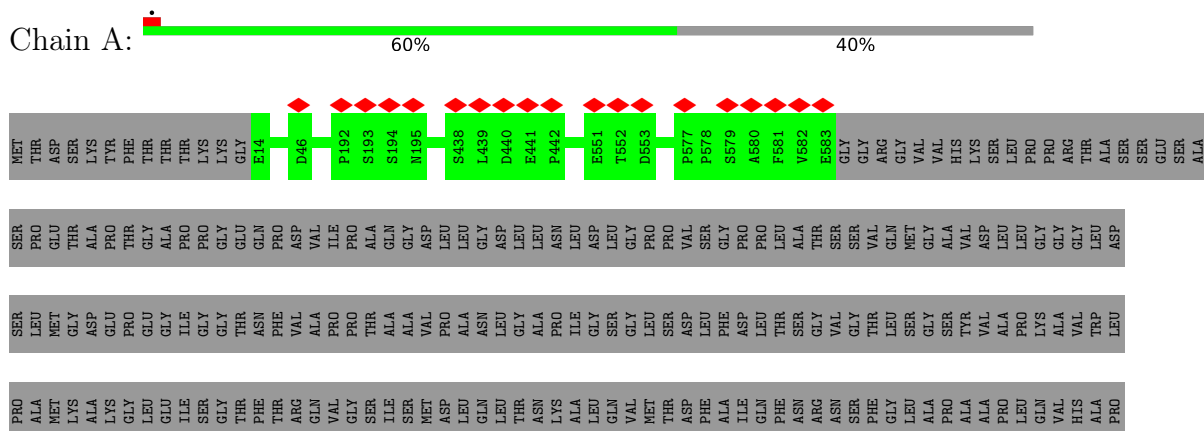 Chain A:
60% 40%
MET THR ASP SER LYS TYR PHE THR THR THR LYS LYS GLY E14 D46 P192 S193 S194 N195 S438 L439 D440 E441 P442 E551 T552 D553 P577 P578 S579 A580 F581 V582 E583 GLY GLY ARG GLY VAL VAL HIS LYS SER LEU PRO PRO ARG THR ALA SER SER GLU SER ALA
SER PRO GLU THR ALA PRO THR GLY ALA PRO PRO GLY GLU GLN PRO ASP VAL ILE PRO ALA GLN GLY ASP LEU LEU GLY ASP LEU LEU ASN LEU ASP LEU GLY PRO PRO VAL SER GLY PRO PRO LEU ALA THR SER SER VAL GLN MET GLY ALA VAL ASP LEU LEU GLY GLY GLY LEU ASP
SER LEU MET GLY ASP GLU PRO GLU GLY ILE GLY GLY THR ASN PHE VAL ALA PRO PRO THR ALA ALA VAL PRO ALA ASN LEU GLY ALA PRO ILE GLY SER GLY LEU SER ASP LEU PHE ASP LEU THR SER GLY VAL GLY THR LEU SER GLY SER TYR VAL ALA PRO LYS ALA VAL TRP LEU
PRO ALA MET LYS ALA LYS GLY LEU GLU ILE SER GLY THR PHE THR ARG GLN VAL GLY SER ILE SER MET ASP LEU GLN LEU THR ASN LYS ALA LEU GLN VAL MET THR ASP PHE ALA ILE GLN PHE ASN ARG ASN SER PHE GLY LEU ALA PRO ALA ALA PRO LEU GLN VAL HIS ALA PRO